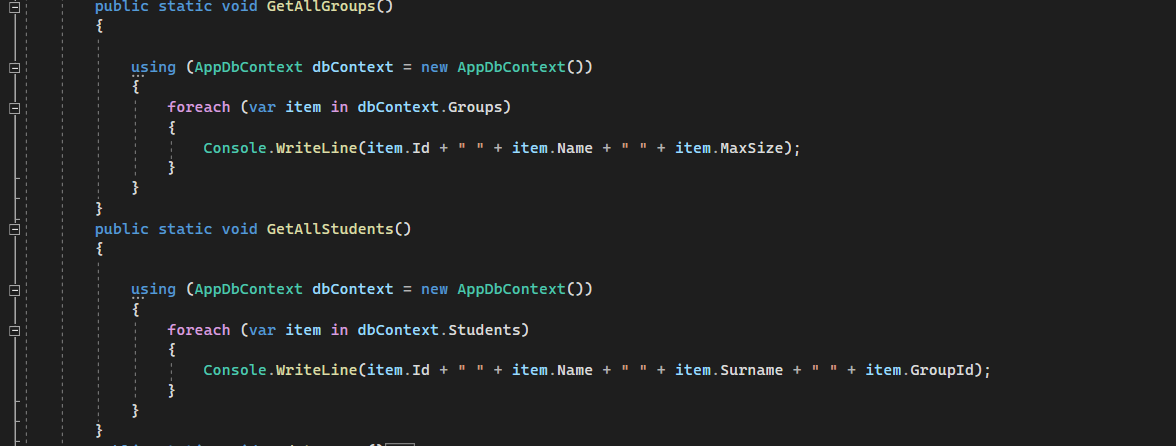 public static void GetAllGroups()
{
using (AppDbContext dbContext = new AppDbContext())
{
foreach (var item in dbContext.Groups)
{
Console.WriteLine(item.Id + " " + item.Name + " " + item.MaxSize);
}
}
}
public static void GetAllStudents()
{
using (AppDbContext dbContext = new AppDbContext())
{
foreach (var item in dbContext.Students)
{
Console.WriteLine(item.Id + " " + item.Name + " " + item.Surname + " " + item.GroupId);
}
}
}